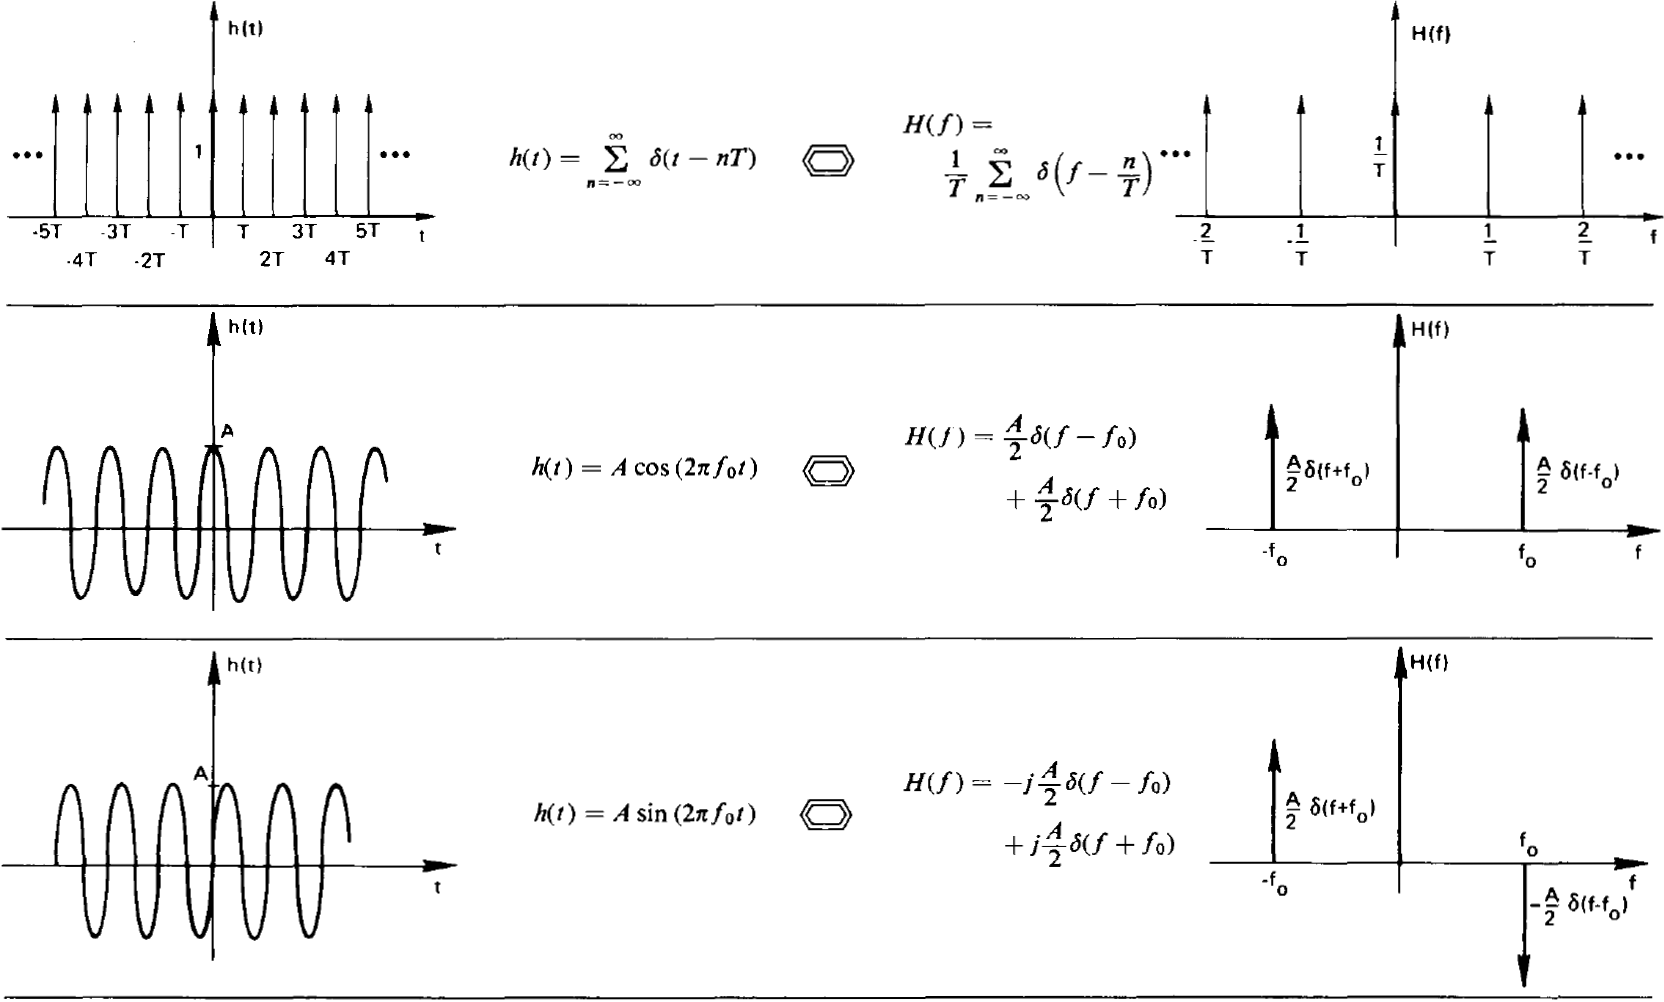 h(t)
1
••• •••
-5T -3T -T T 3T 5T t
-4T -2T 2T 4T
h(t) = ∑_{n=-∞}^{∞} δ(t − nT)
H(f) =
1/T ∑_{n=-∞}^{∞} δ(f − n/T)
H(f)
1/T
••• •••
-2/T -1/T 1/T 2/T f
h(t)
A
t
h(t) = A cos (2πf₀t)
H(f) = A/2 δ(f − f₀)
+ A/2 δ(f + f₀)
H(f)
A/2 δ(f+f₀) A/2 δ(f-f₀)
-f₀ f₀ f
h(t)
A
t
h(t) = A sin (2πf₀t)
H(f) = −j A/2 δ(f − f₀)
+ j A/2 δ(f + f₀)
H(f)
A/2 δ(f+f₀)
f₀
-f₀ f
-A/2 δ(f-f₀)